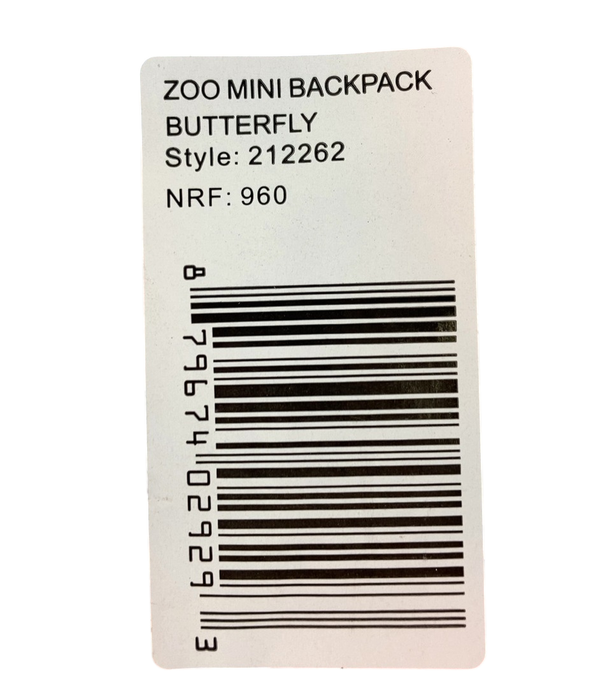 ZOO MINI BACKPACK
BUTTERFLY
Style: 212262
NRF: 960
8 79674 02929 3